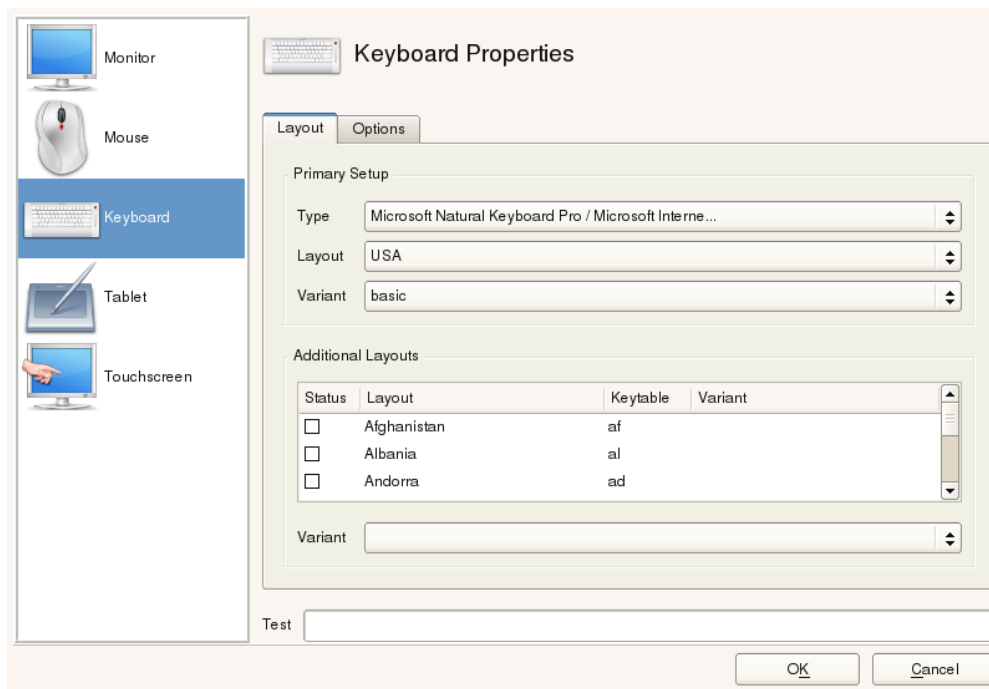 Monitor
Mouse
Keyboard
Tablet
Touchscreen
Keyboard Properties
Layout Options
Primary Setup
Type Microsoft Natural Keyboard Pro / Microsoft Interne...
Layout USA
Variant basic
Additional Layouts
Status Layout Keytable Variant
Afghanistan af
Albania al
Andorra ad
Variant
Test
OK Cancel